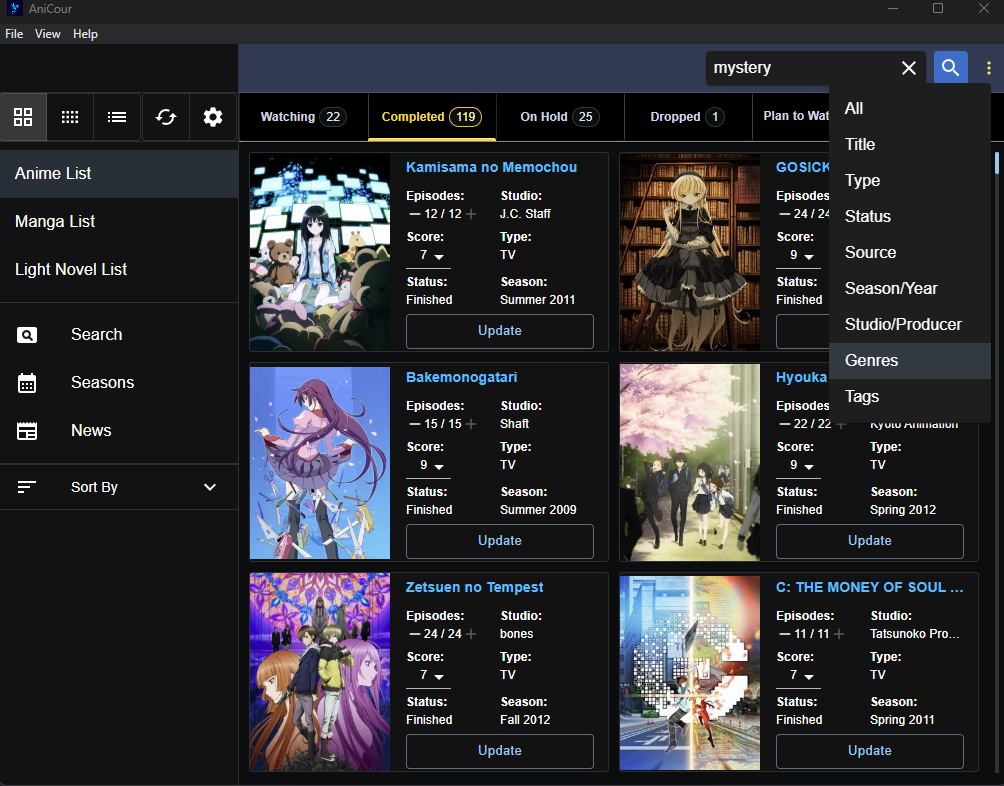 AniCour
File View Help
mystery
Watching 22
Completed 119
On Hold 25
Dropped 1
Plan to Wat
All
Title
Type
Status
Source
Season/Year
Studio/Producer
Genres
Tags
Anime List
Manga List
Light Novel List
Search
Seasons
News
Sort By
Kamisama no Memochou
Episodes: Studio:
12 / 12 J.C. Staff
Score: Type:
7 TV
Status: Season:
Finished Summer 2011
Update
GOSICK
Episodes
24 / 24
Score:
9
Status:
Finished
Bakemonogatari
Episodes: Studio:
15 / 15 Shaft
Score: Type:
9 TV
Status: Season:
Finished Summer 2009
Update
Hyouka
Episodes
22 / 22 Kyoto Animation
Score: Type:
9 TV
Status: Season:
Finished Spring 2012
Update
Zetsuen no Tempest
Episodes: Studio:
24 / 24 bones
Score: Type:
7 TV
Status: Season:
Finished Fall 2012
Update
C: THE MONEY OF SOUL ...
Episodes: Studio:
11 / 11 Tatsunoko Pro...
Score: Type:
7 TV
Status: Season:
Finished Spring 2011
Update